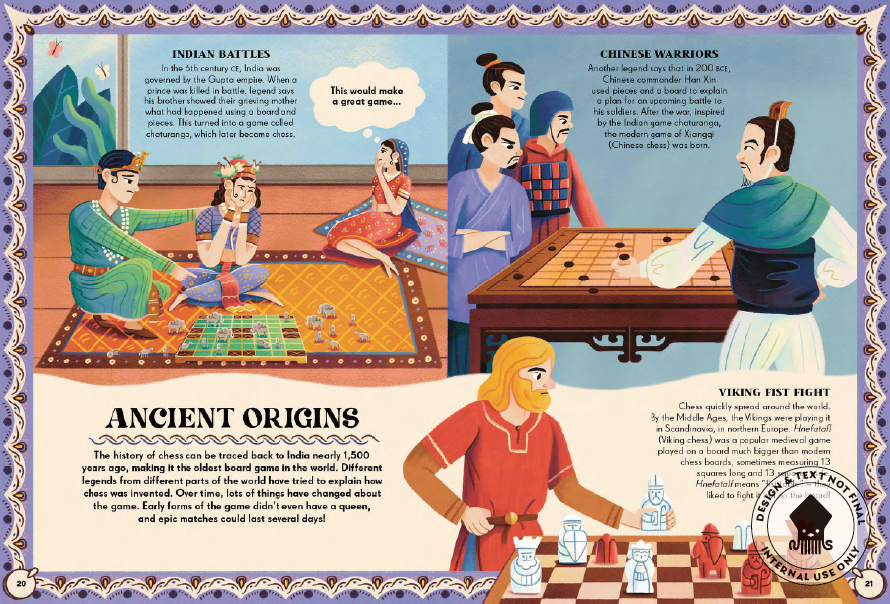 INDIAN BATTLES
In the 5th century CE, India was
governed by the Gupta empire. When a
prince was killed in battle, legend says
his brother showed their grieving mother
what had happened using a board and
pieces. This turned into a game called
chaturanga, which later became chess.
This would make
a great game...
CHINESE WARRIORS
Another legend says that in 200 BCE,
Chinese commander Han Xin
used pieces and a board to explain
a plan for an upcoming battle to
his soldiers. After the war, inspired
by the Indian game chaturanga,
the modern game of Xiangqi
(Chinese chess) was born.
ANCIENT ORIGINS
The history of chess can be traced back to India nearly 1,500
years ago, making it the oldest board game in the world. Different
legends from different parts of the world have tried to explain how
chess was invented. Over time, lots of things have changed about
the game. Early forms of the game didn't even have a queen,
and epic matches could last several days!
VIKING FIST FIGHT
Chess quickly spread around the world.
By the Middle Ages, the Vikings were playing it
in Scandinavia, in northern Europe. Hnefatafl
(Viking chess) was a popular medieval game
played on a board much bigger than modern
chess boards, sometimes measuring 13
squares long and 13
Hnefatafl means
liked to fight it on the board!
DESIGN & TEXT NOT FINAL
INTERNAL USE ONLY
20
21